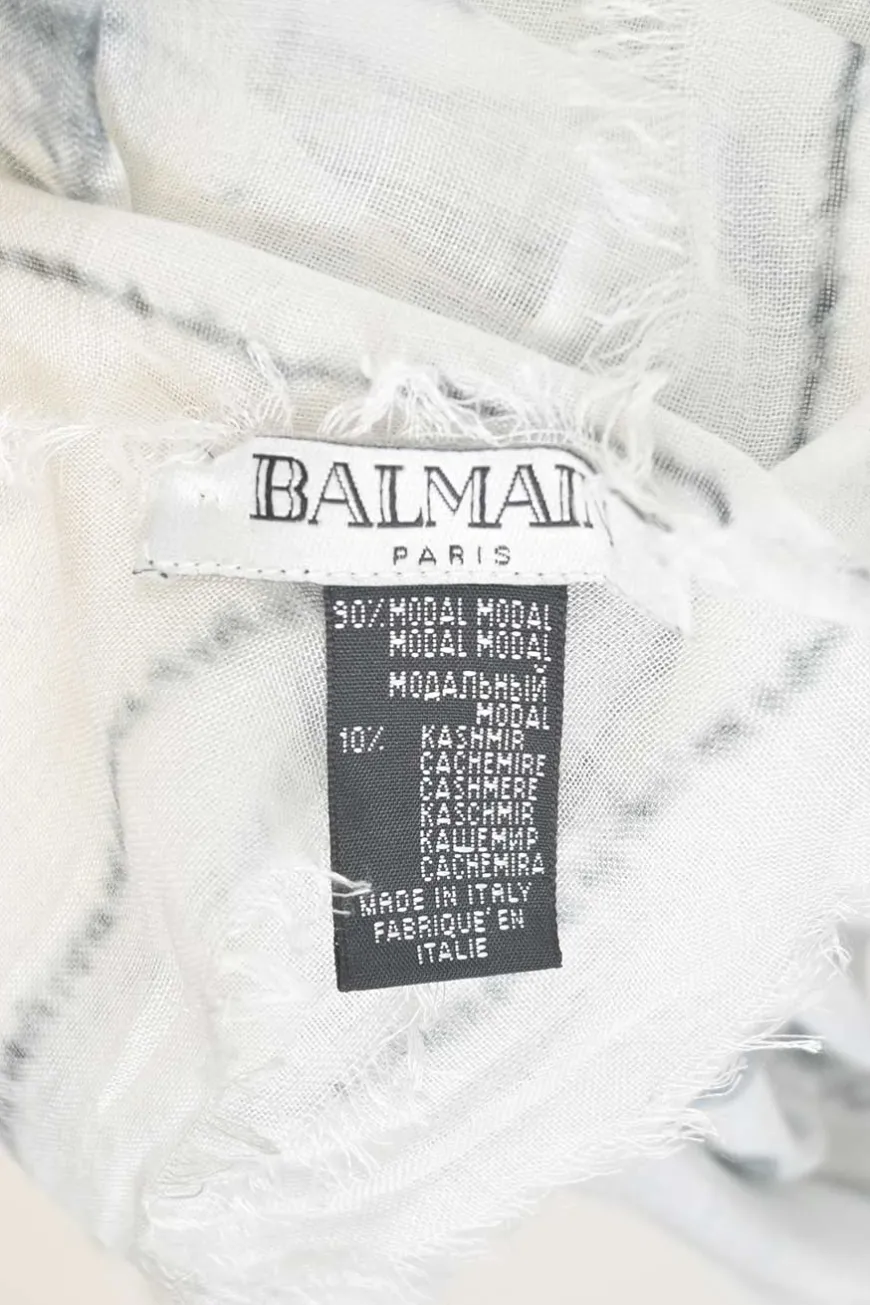 BALMAIN
PARIS
90% MODAL MODAL
MODAL MODAL
МОДАЛЬНЫЙ
MODAL
10% KASHMIR
CACHEMIRE
CASHMERE
KASCHMIR
КАШЕМИР
CACHEMIRA
MADE IN ITALY
FABRIQUÉ EN
ITALIE